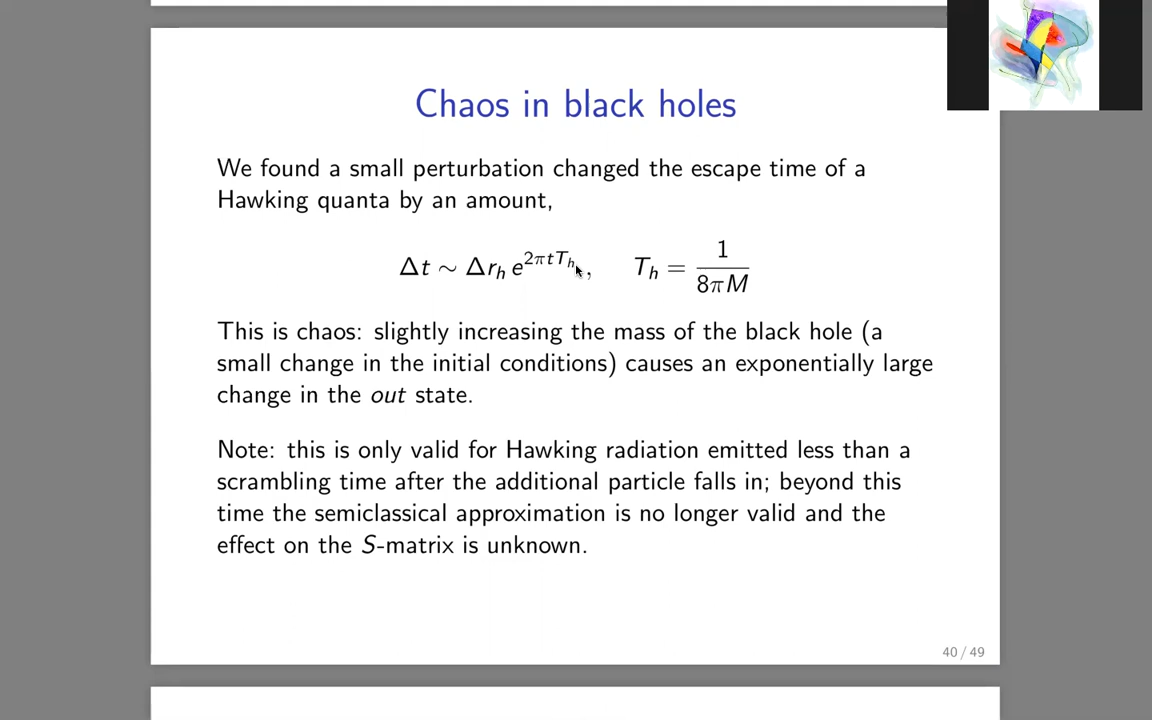 Chaos in black holes
We found a small perturbation changed the escape time of a
Hawking quanta by an amount,
Δt ∼ Δr_h e^{2πtT_h}, T_h = 1/(8πM)
This is chaos: slightly increasing the mass of the black hole (a
small change in the initial conditions) causes an exponentially large
change in the out state.
Note: this is only valid for Hawking radiation emitted less than a
scrambling time after the additional particle falls in; beyond this
time the semiclassical approximation is no longer valid and the
effect on the S-matrix is unknown.
40 / 49